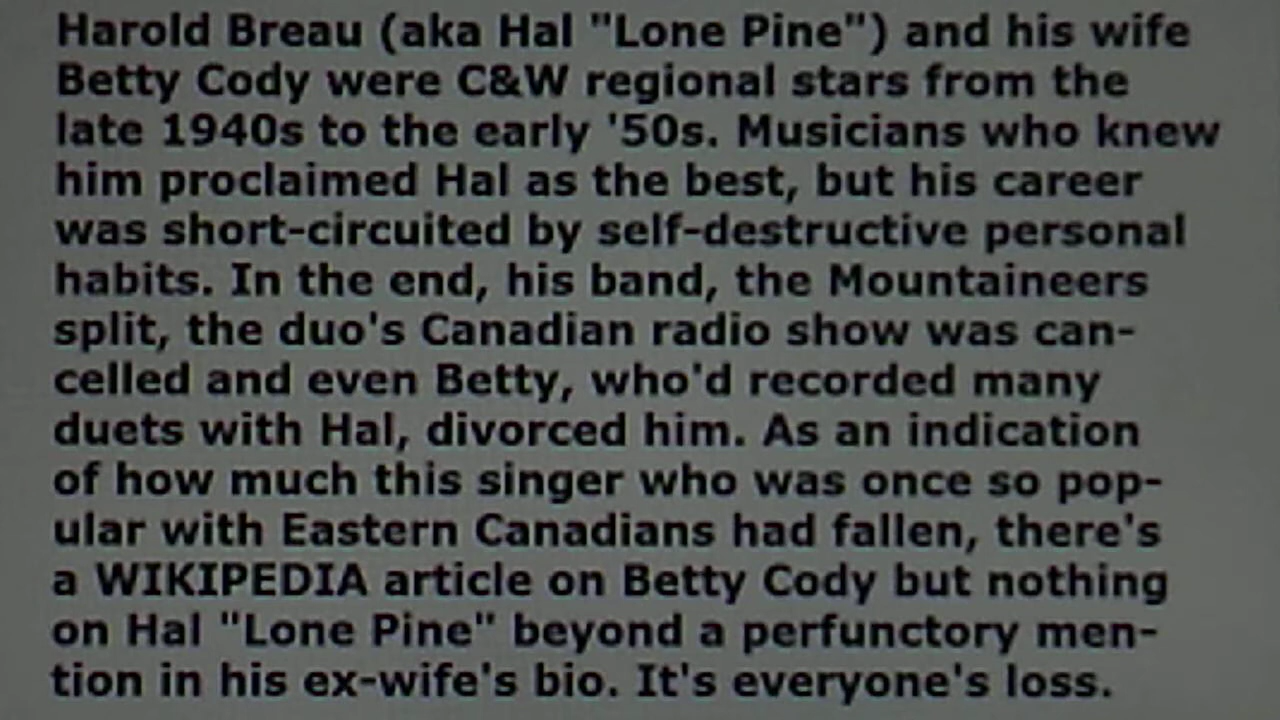 Harold Breau (aka Hal "Lone Pine") and his wife
Betty Cody were C&W regional stars from the
late 1940s to the early '50s. Musicians who knew
him proclaimed Hal as the best, but his career
was short-circuited by self-destructive personal
habits. In the end, his band, the Mountaineers
split, the duo's Canadian radio show was can-
celled and even Betty, who'd recorded many
duets with Hal, divorced him. As an indication
of how much this singer who was once so pop-
ular with Eastern Canadians had fallen, there's
a WIKIPEDIA article on Betty Cody but nothing
on Hal "Lone Pine" beyond a perfunctory men-
tion in his ex-wife's bio. It's everyone's loss.